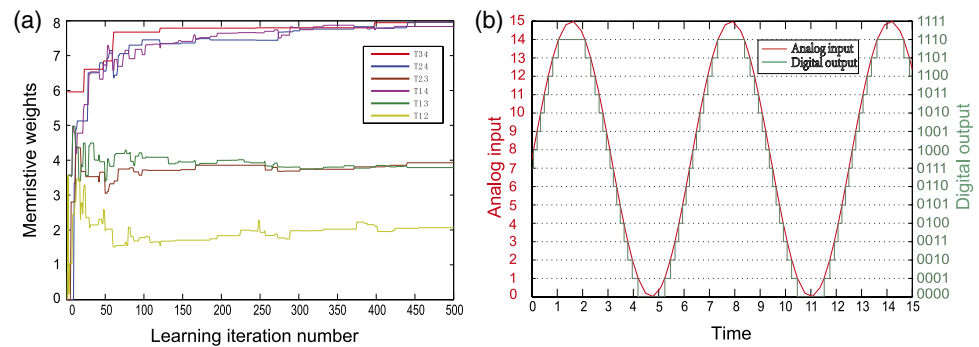 (a)
Memristive weights
8
7
6
5
4
3
2
1
0
T34
T24
T23
T14
T13
T12
0 50 100 150 200 250 300 350 400 450 500
Learning iteration number
(b)
Analog input
15
14
13
12
11
10
9
8
7
6
5
4
3
2
1
0
Analog input
Digital output
1111
1110
1101
1100
1011
1010
1001
1000
0111
0110
0101
0100
0011
0010
0001
0000
Digital output
0 1 2 3 4 5 6 7 8 9 10 11 12 13 14 15
Time